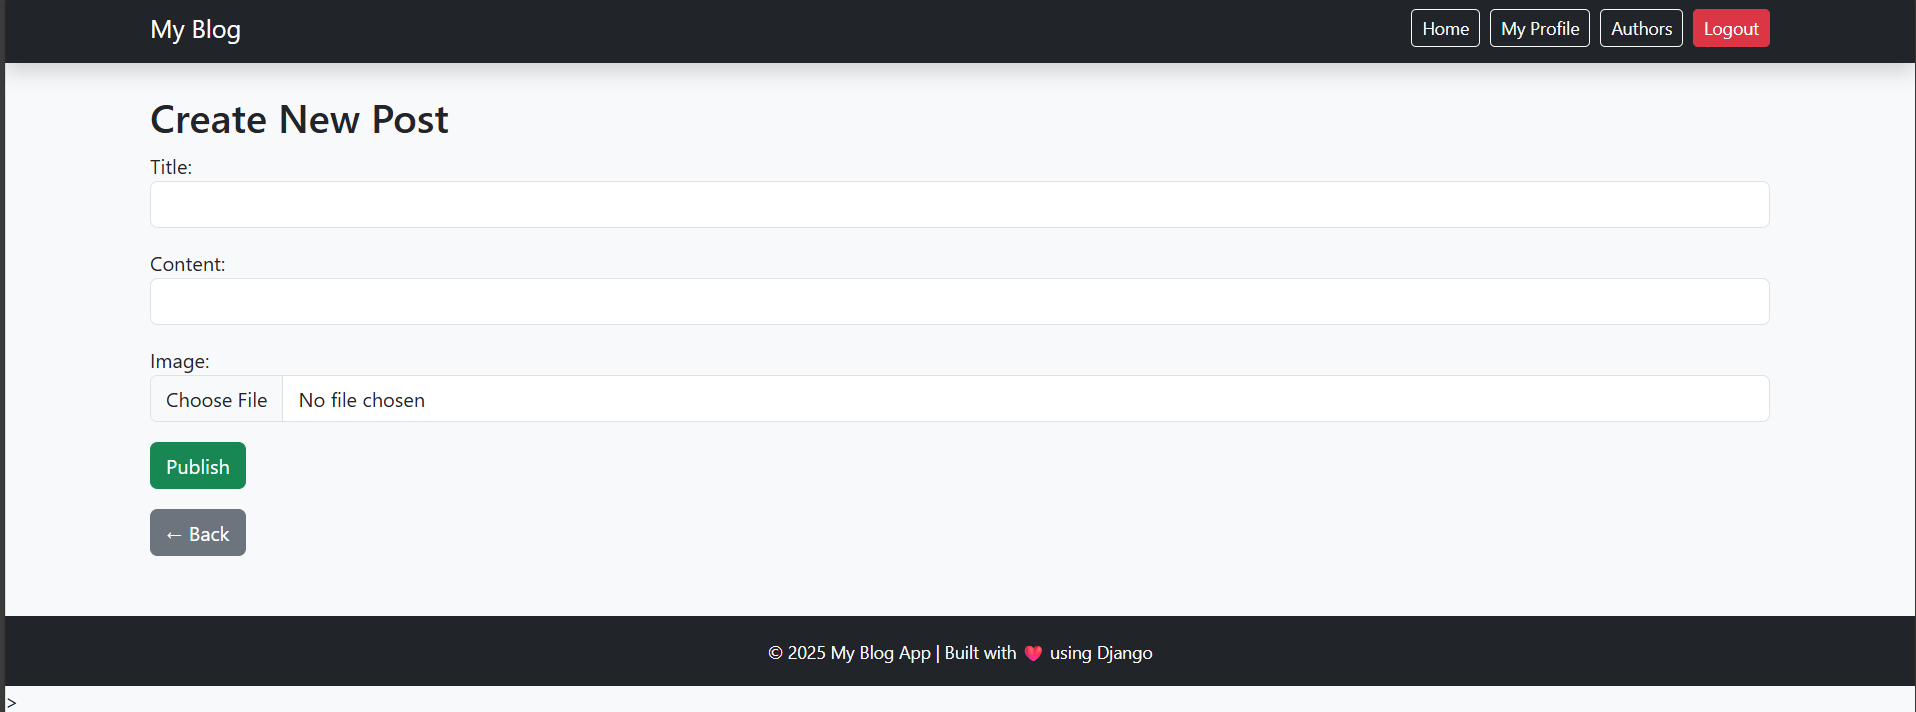 My Blog
Home My Profile Authors Logout
Create New Post
Title:
Content:
Image:
Choose File No file chosen
Publish
← Back
© 2025 My Blog App | Built with ❤️ using Django
>